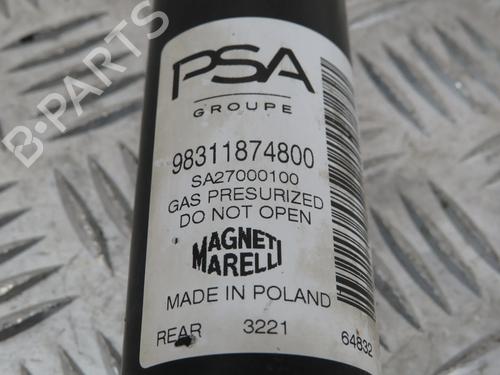 B-PARTS
PSA
GROUPE
98311874800
SA27000100
GAS PRESURIZED
DO NOT OPEN
MAGNETI
MARELLI
MADE IN POLAND
REAR 3221 64832